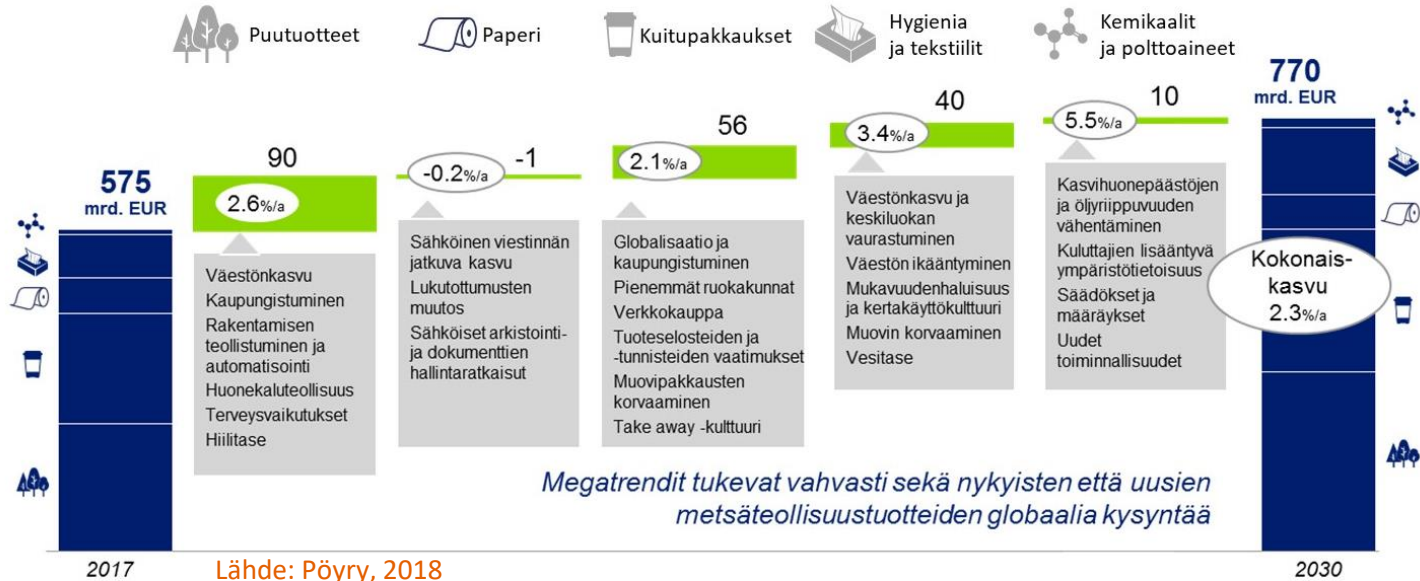 Puutuotteet
Paperi
Kuitupakkaukset
Hygienia
ja tekstiilit
Kemikaalit
ja polttoaineet
575
mrd. EUR
90
2.6%/a
Väestönkasvu
Kaupungistuminen
Rakentamisen
teollistuminen ja
automatisointi
Huonekaluteollisuus
Terveysvaikutukset
Hiilitase
-1
-0.2%/a
Sähköinen viestinnän
jatkuva kasvu
Lukutottumusten
muutos
Sähköiset arkistointi-
ja dokumenttien
hallintaratkaisut
56
2.1%/a
Globalisaatio ja
kaupungistuminen
Pienemmät ruokakunnat
Verkkokauppa
Tuoteselosteiden ja
-tunnisteiden vaatimukset
Muovipakkausten
korvaaminen
Take away -kulttuuri
40
3.4%/a
Väestönkasvu ja
keskiluokan
vaurastuminen
Väestön ikääntyminen
Mukavuudenhaluisuus
ja kertakäyttökulttuuri
Muovin korvaaminen
Vesitase
10
5.5%/a
Kasvihuonepäästöjen
ja öljyriippuvuuden
vähentäminen
Kuluttajien lisääntyvä
ympäristötietoisuus
Säädökset ja
määräykset
Uudet
toiminnallisuudet
770
mrd. EUR
Kokonais-
kasvu
2.3%/a
Megatrendit tukevat vahvasti sekä nykyisten että uusien
metsäteollisuustuotteiden globaalia kysyntää
2017
Lähde: Pöyry, 2018
2030